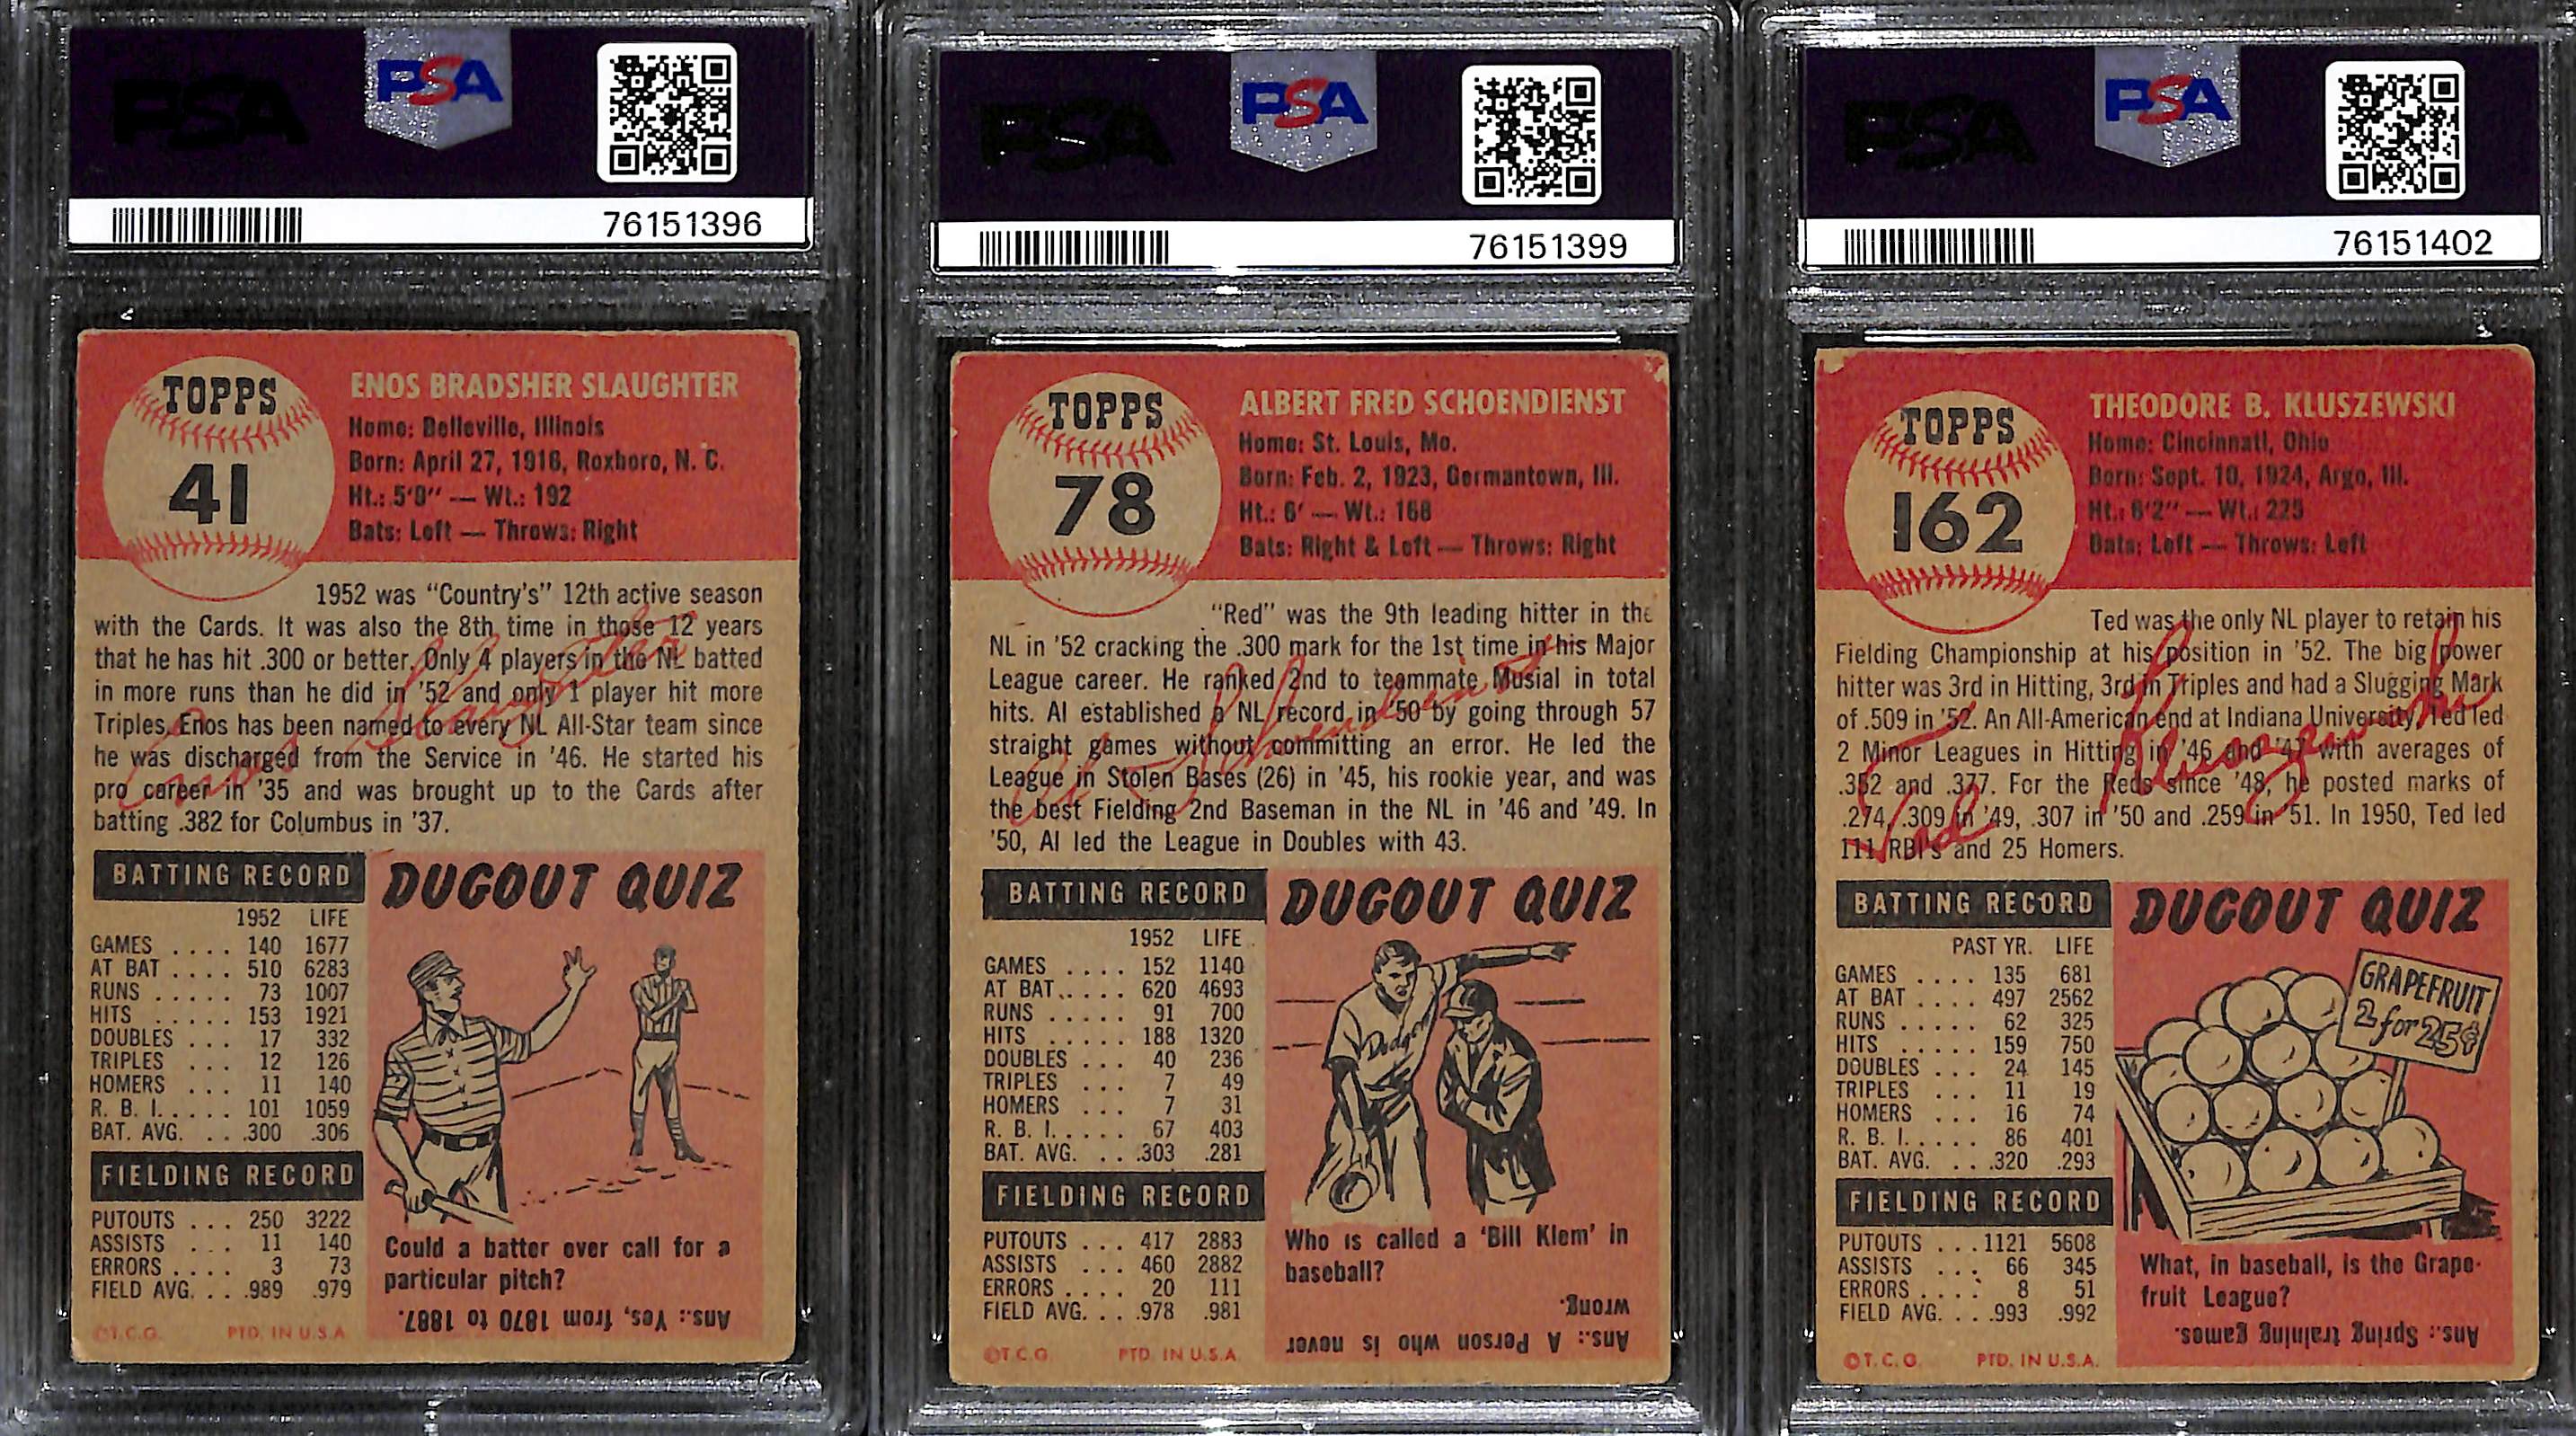 PSA
PSA
76151396
TOPPS
41
ENOS BRADSHER SLAUGHTER
Home: Belleville, Illinois
Born: April 27, 1916, Roxboro, N. C.
Ht.: 5'9" — Wt.: 192
Bats: Left — Throws: Right
1952 was "Country's" 12th active season
with the Cards. It was also the 8th time in those 12 years
that he has hit .300 or better. Only 4 players in the NL batted
in more runs than he did in '52 and only 1 player hit more
Triples. Enos has been named to every NL All-Star team since
he was discharged from the Service in '46. He started his
pro career in '35 and was brought up to the Cards after
batting .382 for Columbus in '37.
Enos Slaughter
BATTING RECORD
1952 LIFE
GAMES .... 140 1677
AT BAT .... 510 6283
RUNS ..... 73 1007
HITS ..... 153 1921
DOUBLES ... 17 332
TRIPLES ... 12 126
HOMERS ... 11 140
R. B. I. .... 101 1059
BAT. AVG. ... .300 .306
FIELDING RECORD
PUTOUTS ... 250 3222
ASSISTS ... 11 140
ERRORS .... 3 73
FIELD AVG. ... .989 .979
©T.C.G. PTD. IN U.S.A.
DUGOUT QUIZ
Could a batter ever call for a
particular pitch?
Ans.: Yes, from 1870 to 1887.
PSA
PSA
76151399
TOPPS
78
ALBERT FRED SCHOENDIENST
Home: St. Louis, Mo.
Born: Feb. 2, 1923, Germantown, Ill.
Ht.: 6' — Wt.: 168
Bats: Right & Left — Throws: Right
"Red" was the 9th leading hitter in the
NL in '52 cracking the .300 mark for the 1st time in his Major
League career. He ranked 2nd to teammate Musial in total
hits. Al established a NL record in '50 by going through 57
straight games without committing an error. He led the
League in Stolen Bases (26) in '45, his rookie year, and was
the best Fielding 2nd Baseman in the NL in '46 and '49. In
'50, Al led the League in Doubles with 43.
Al Schoendienst
BATTING RECORD
1952 LIFE
GAMES .... 152 1140
AT BAT .... 620 4693
RUNS ..... 91 700
HITS ..... 188 1320
DOUBLES ... 40 236
TRIPLES ... 7 49
HOMERS ... 7 31
R. B. I. .... 67 403
BAT. AVG. ... .303 .281
FIELDING RECORD
PUTOUTS ... 417 2883
ASSISTS ... 460 2882
ERRORS .... 20 111
FIELD AVG. ... .978 .981
©T.C.G. PTD. IN U.S.A.
DUGOUT QUIZ
Dodge
Who is called a 'Bill Klem' in
baseball?
Ans.: A Person who is never
wrong.
PSA
PSA
76151402
TOPPS
162
THEODORE B. KLUSZEWSKI
Home: Cincinnati, Ohio
Born: Sept. 10, 1924, Argo, Ill.
Ht.: 6'2" — Wt.: 225
Bats: Left — Throws: Left
Ted was the only NL player to retain his
Fielding Championship at his position in '52. The big power
hitter was 3rd in Hitting, 3rd in Triples and had a Slugging Mark
of .509 in '52. An All-American end at Indiana University, Ted led
2 Minor Leagues in Hitting in '46 and '47 with averages of
.352 and .377. For the Reds since '48, he posted marks of
.274, .309 in '49, .307 in '50 and .259 in '51. In 1950, Ted led
111 RBI's and 25 Homers.
Ted Kluszewski
BATTING RECORD
PAST YR. LIFE
GAMES .... 135 681
AT BAT .... 497 2562
RUNS ..... 62 325
HITS ..... 159 750
DOUBLES ... 24 145
TRIPLES ... 11 19
HOMERS ... 16 74
R. B. I. .... 86 401
BAT. AVG. ... .320 .293
FIELDING RECORD
PUTOUTS ... 1121 5608
ASSISTS ... 66 345
ERRORS .... 8 51
FIELD AVG. ... .993 .992
©T.C.G. PTD. IN U.S.A.
DUGOUT QUIZ
GRAPEFRUIT
2 for 25¢
What, in baseball, is the Grape-
fruit League?
Ans.: Spring training games.